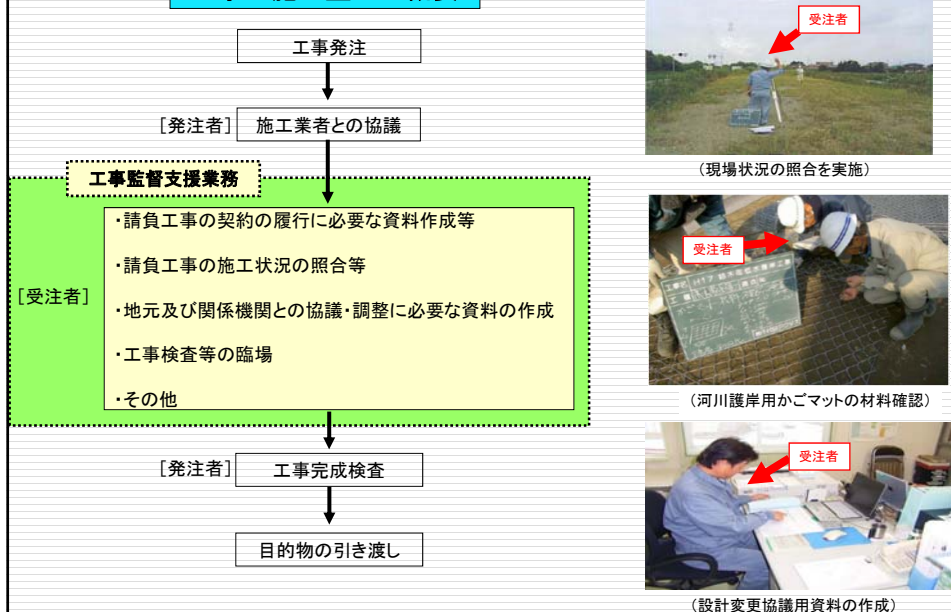 工事発注
[発注者]
施工業者との協議
工事監督支援業務
[受注者]
・請負工事の契約の履行に必要な資料作成等
・請負工事の施工状況の照合等
・地元及び関係機関との協議・調整に必要な資料の作成
・工事検査等の臨場
・その他
[発注者]
工事完成検査
目的物の引き渡し
受注者
(現場状況の照合を実施)
受注者
(河川護岸用かごマットの材料確認)
受注者
(設計変更協議用資料の作成)